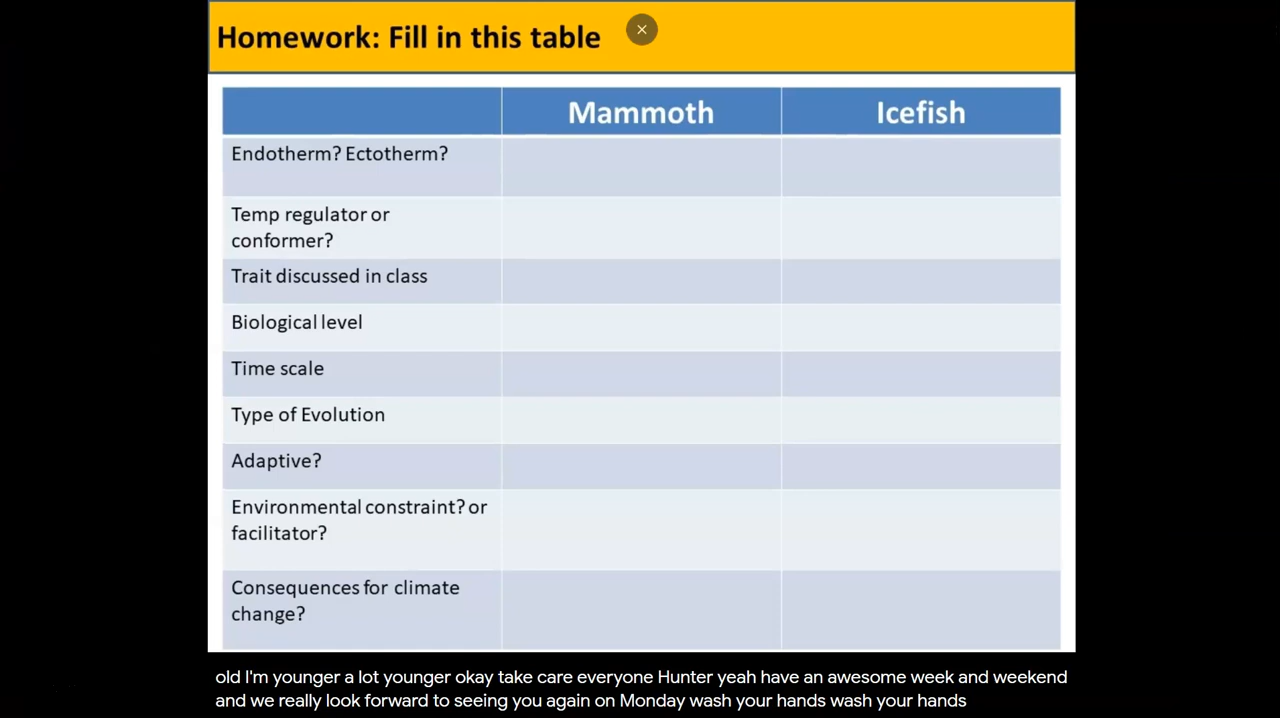 Homework: Fill in this table
Mammoth Icefish
Endotherm? Ectotherm?
Temp regulator or
conformer?
Trait discussed in class
Biological level
Time scale
Type of Evolution
Adaptive?
Environmental constraint? or
facilitator?
Consequences for climate
change?
old I'm younger a lot younger okay take care everyone Hunter yeah have an awesome week and weekend
and we really look forward to seeing you again on Monday wash your hands wash your hands